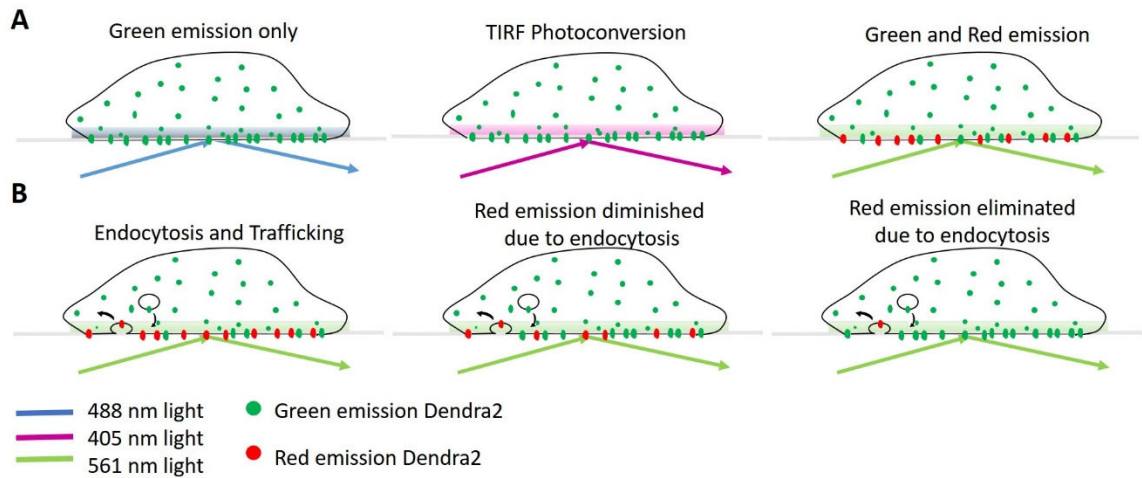 A
Green emission only
TIRF Photoconversion
Green and Red emission
B
Endocytosis and Trafficking
Red emission diminished
due to endocytosis
Red emission eliminated
due to endocytosis
488 nm light
405 nm light
561 nm light
Green emission Dendra2
Red emission Dendra2